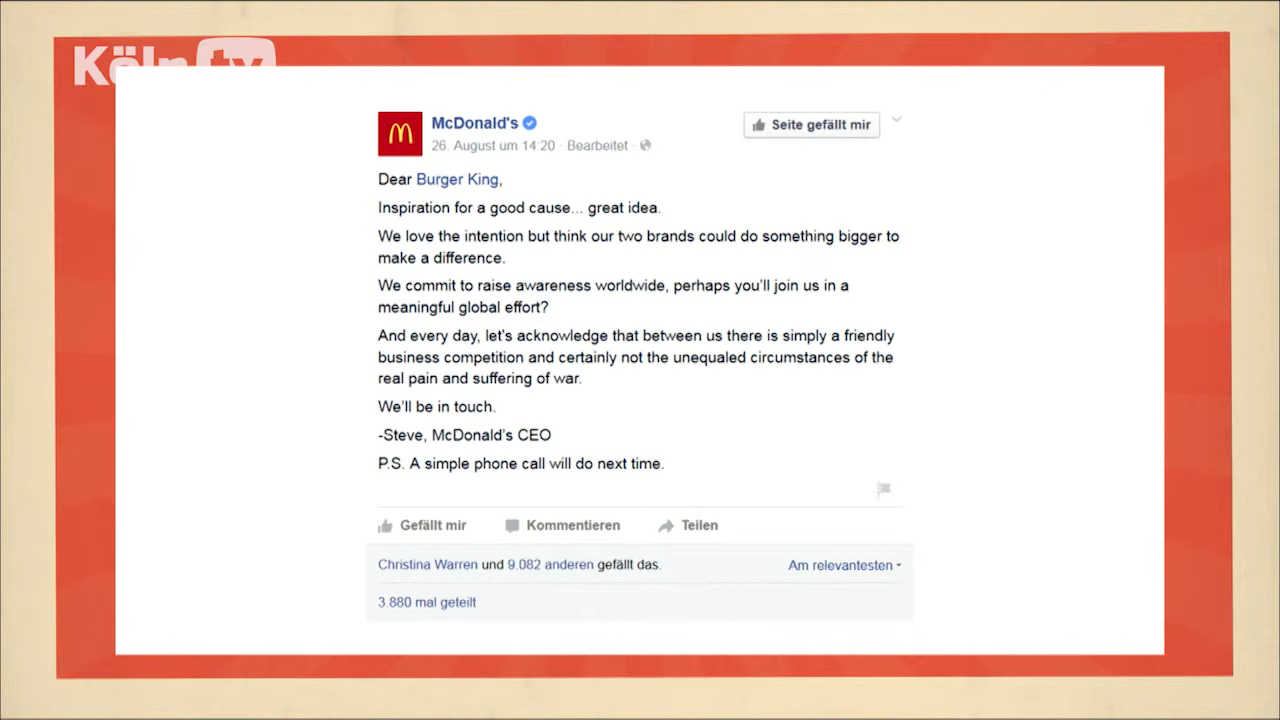 Köln tv
McDonald's
26. August um 14:20 · Bearbeitet ·
Seite gefällt mir
Dear Burger King,
Inspiration for a good cause... great idea.
We love the intention but think our two brands could do something bigger to
make a difference.
We commit to raise awareness worldwide, perhaps you'll join us in a
meaningful global effort?
And every day, let's acknowledge that between us there is simply a friendly
business competition and certainly not the unequaled circumstances of the
real pain and suffering of war.
We'll be in touch.
-Steve, McDonald's CEO
P.S. A simple phone call will do next time.
Gefällt mir Kommentieren Teilen
Christina Warren und 9.082 anderen gefällt das.
Am relevantesten
3.880 mal geteilt